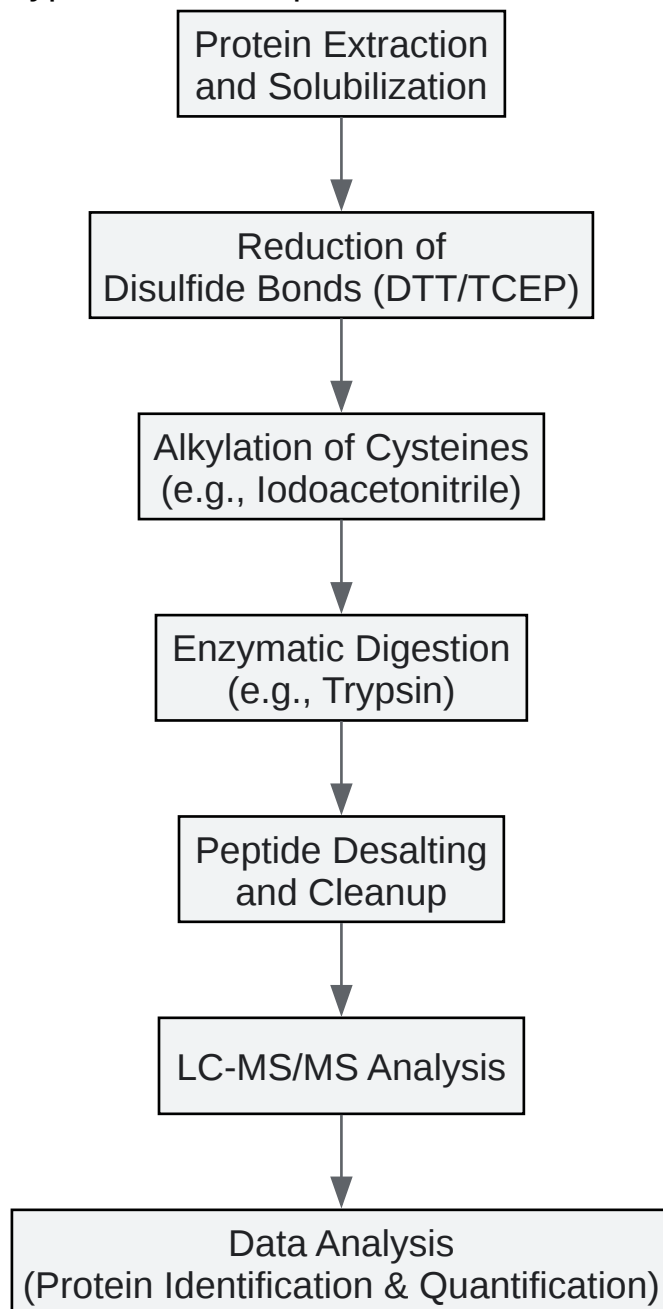 Protein Extraction
and Solubilization
Reduction of
Disulfide Bonds (DTT/TCEP)
Alkylation of Cysteines
(e.g., Iodoacetonitrile)
Enzymatic Digestion
(e.g., Trypsin)
Peptide Desalting
and Cleanup
LC-MS/MS Analysis
Data Analysis
(Protein Identification & Quantification)